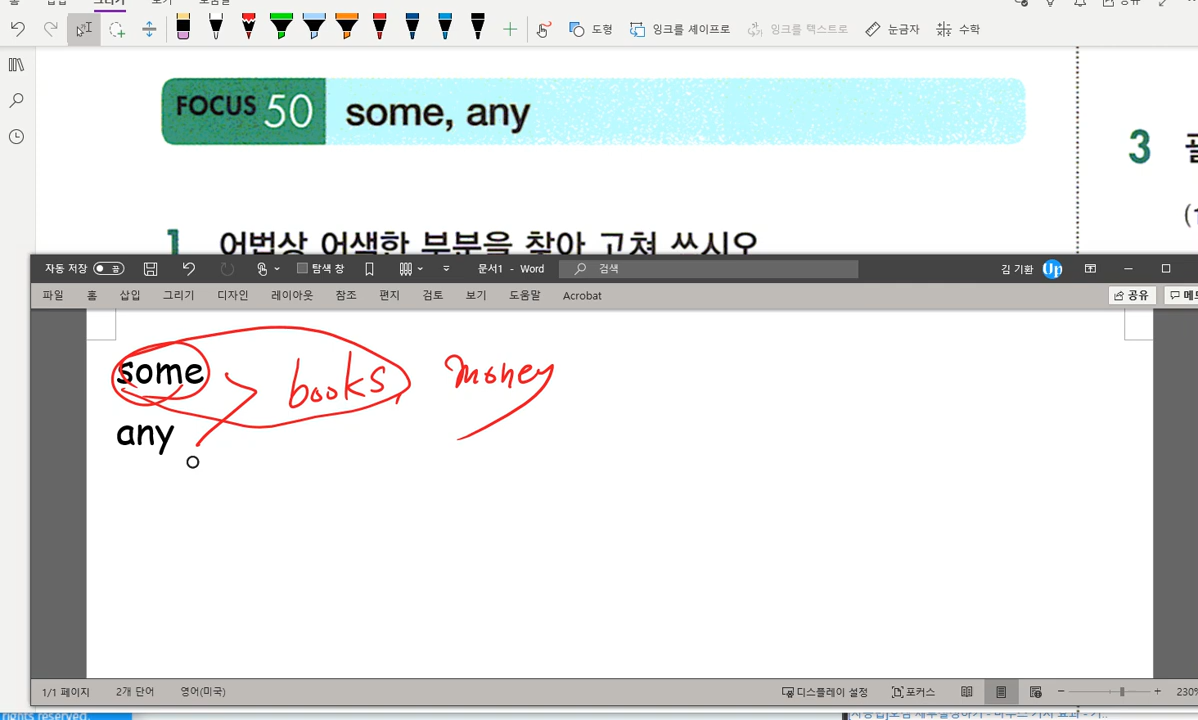 그리기
도형
잉크를 셰이프로
잉크를 텍스트로
눈금자
수학
FOCUS 50 some, any
3
1 어법상 어색한 부분을 찾아 고쳐 쓰시오
자동 저장 끔
탐색 창
문서1 - Word
검색
김 기환
Up
파일 홈 삽입 그리기 디자인 레이아웃 참조 편지 검토 보기 도움말 Acrobat
공유
some books, money
any
1/1 페이지 2개 단어 영어(미국)
디스플레이 설정 포커스
230%
rights reserved.